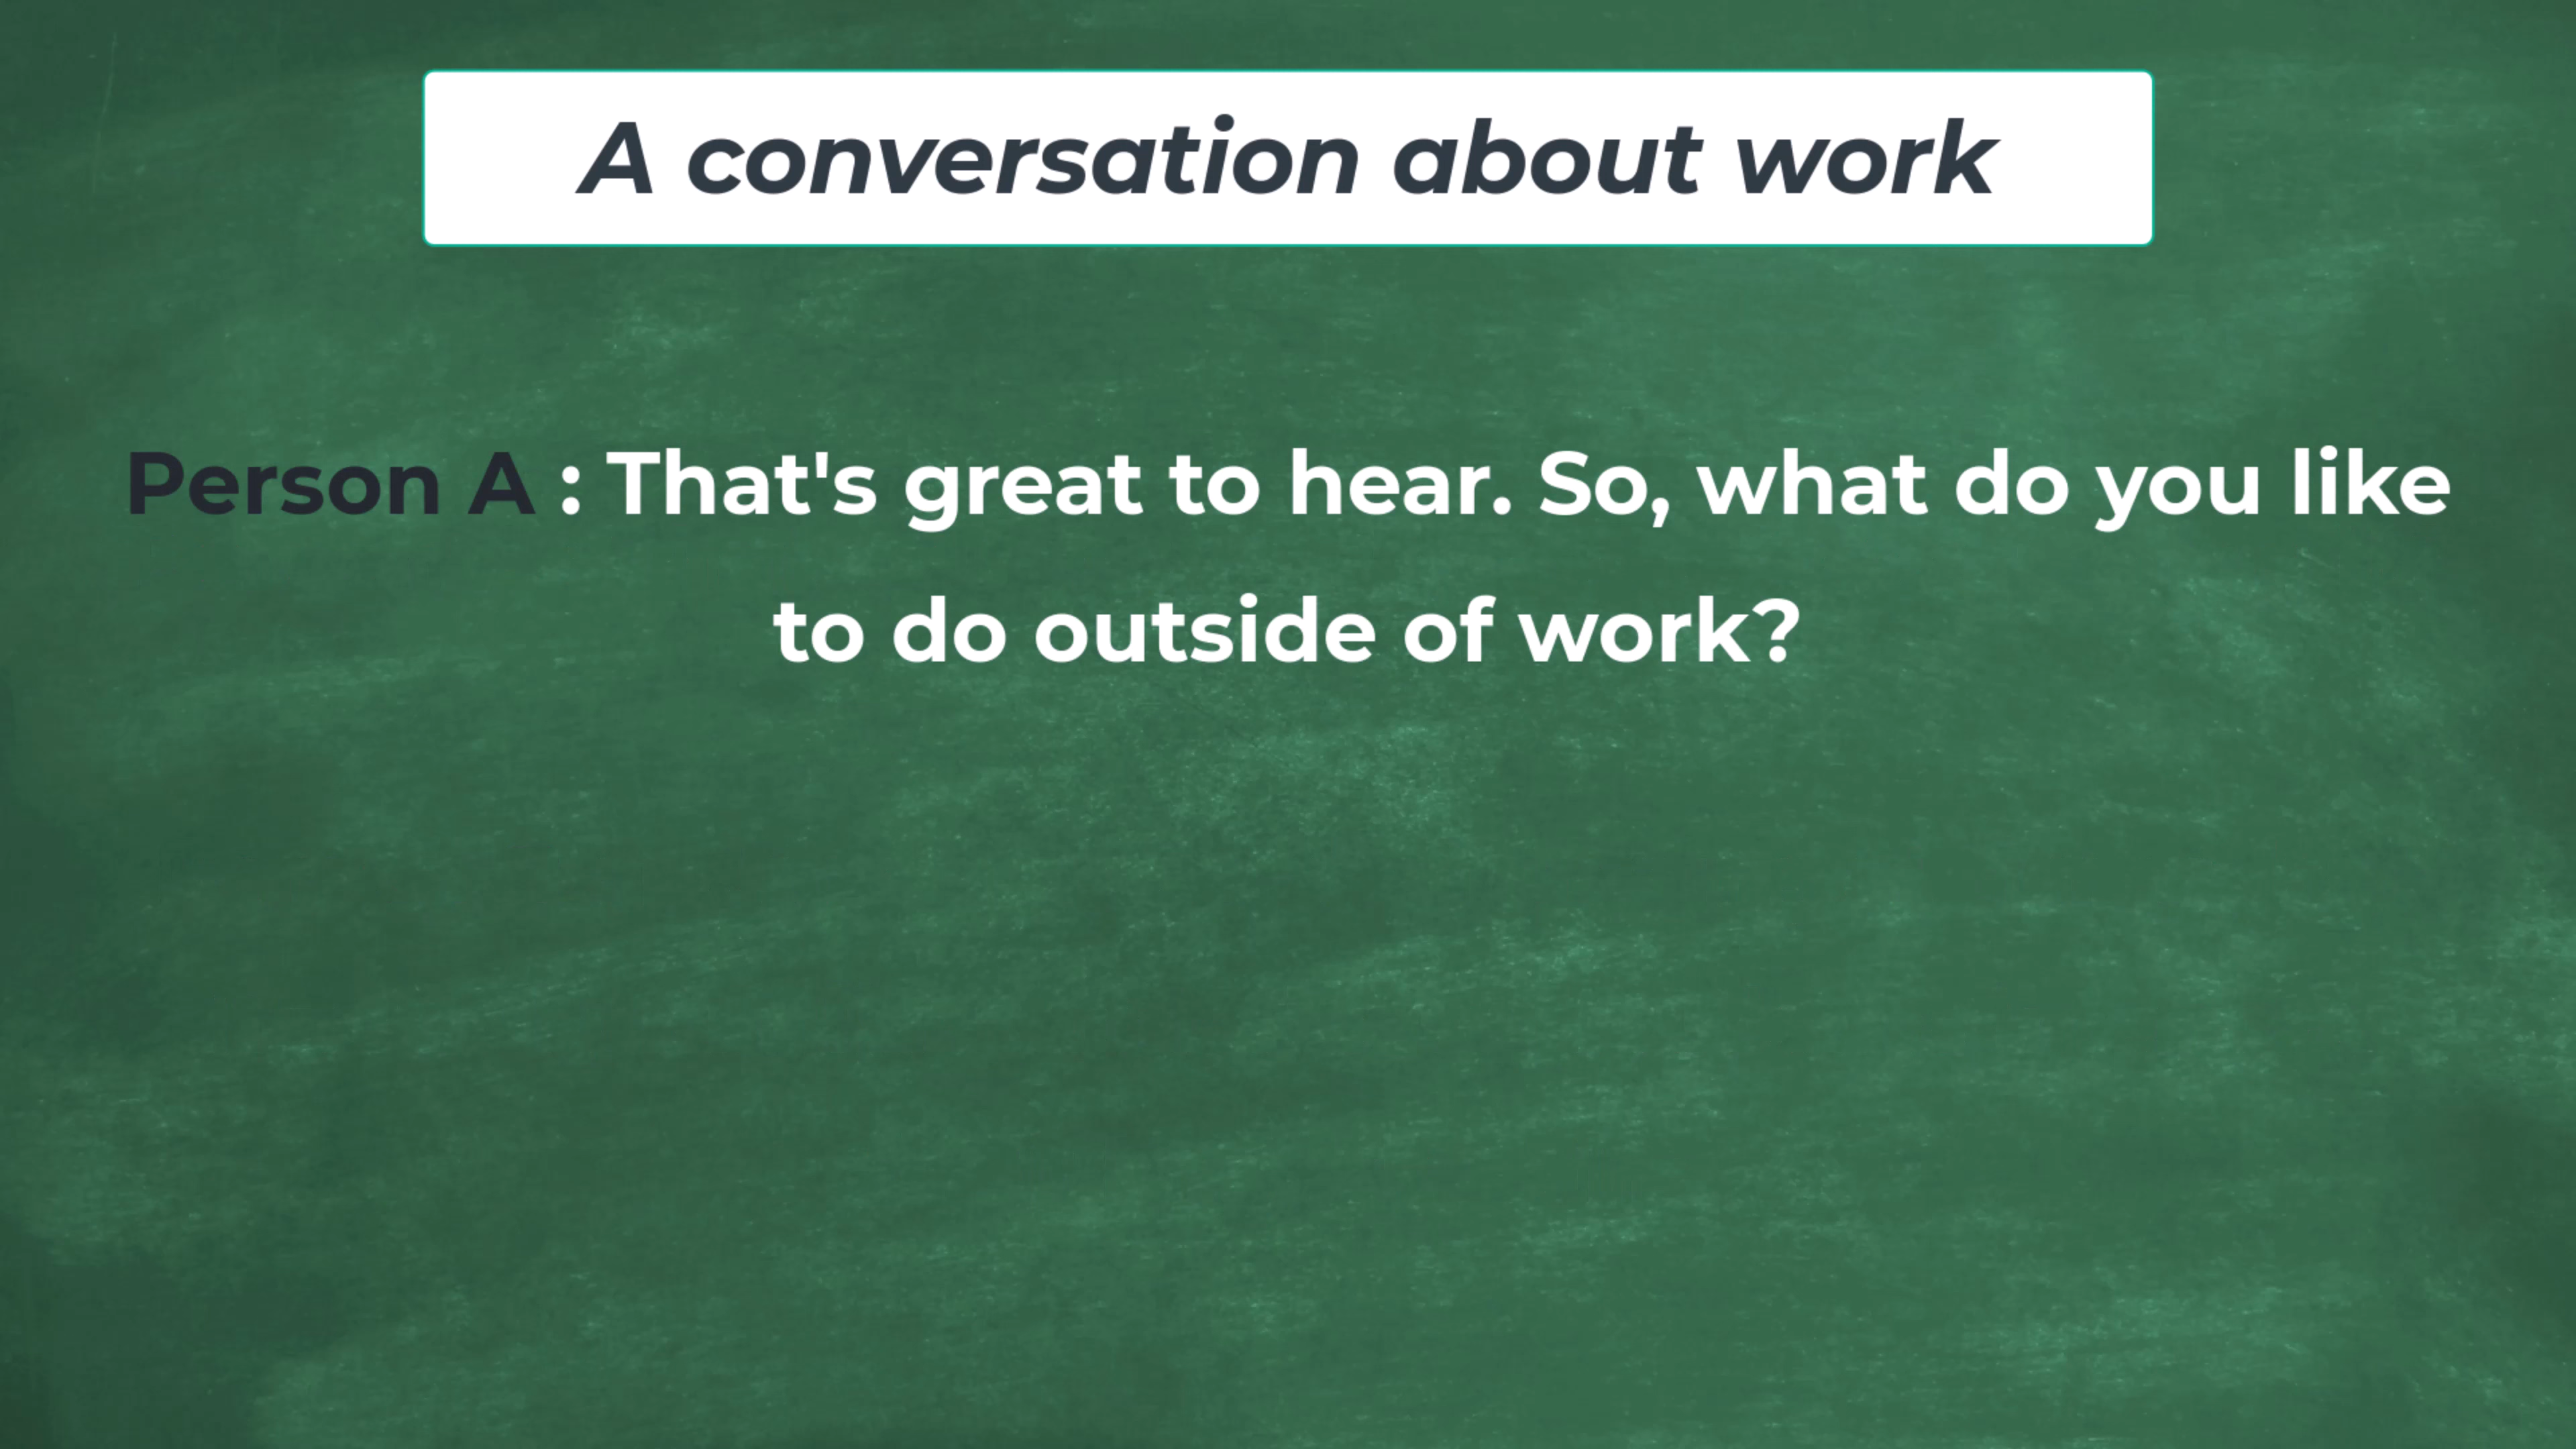 A conversation about work
Person A : That's great to hear. So, what do you like
to do outside of work?